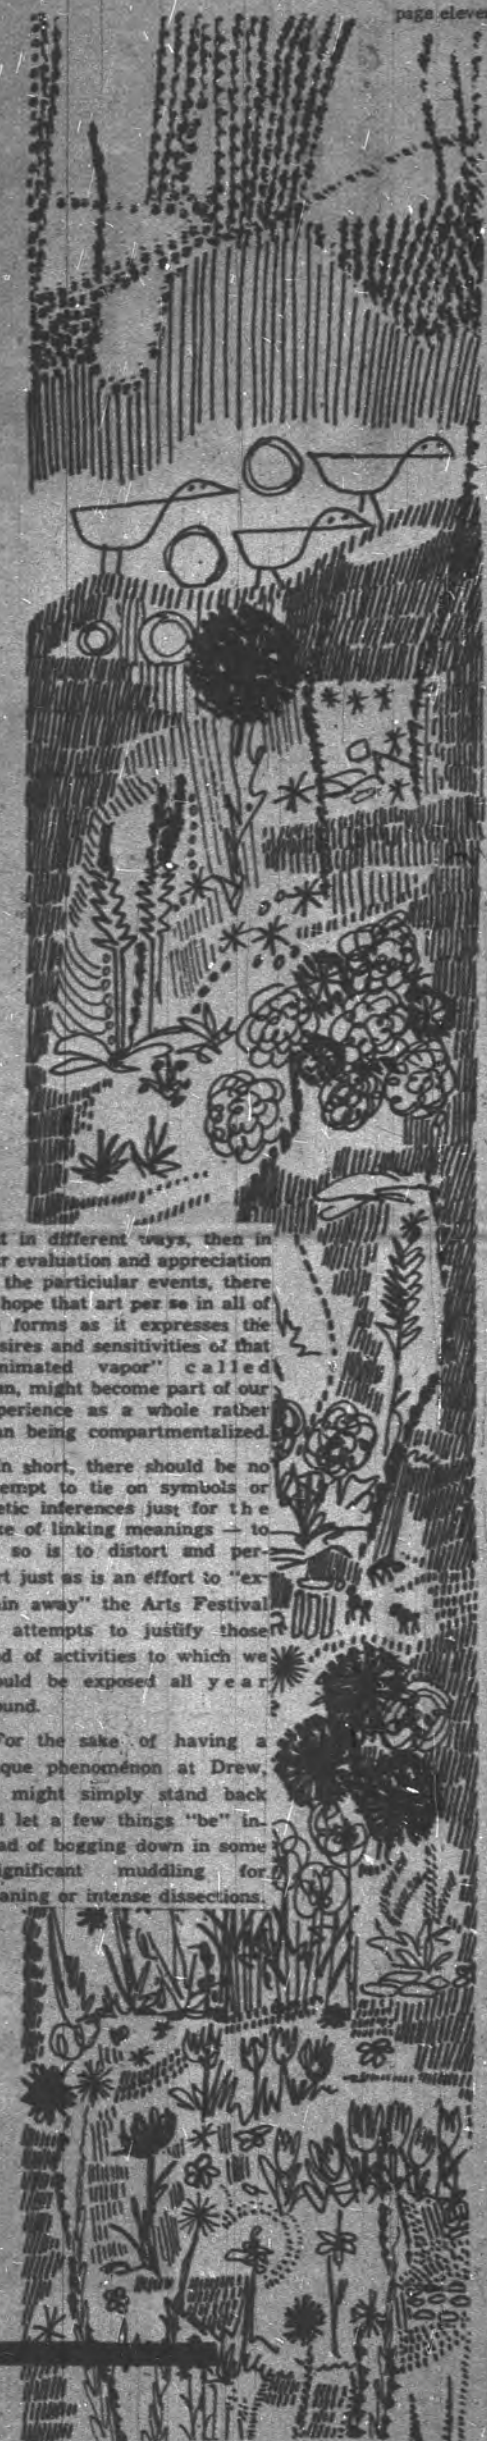 page eleven
t in different ways, then in
r evaluation and appreciation
the particiular events, there
hope that art per se in all of
forms as it expresses the
sires and sensitivities of that
nimated vapor" called
n, might become part of our
perience as a whole rather
an being compartmentalized.
n short, there should be no
empt to tie on symbols or
etic inferences just for the
ke of linking meanings — to
so is to distort and per-
rt just as is an effort to "ex-
in away" the Arts Festival
attempts to justify those
d of activities to which we
ould be exposed all year
und.
For the sake of having a
que phenomenon at Drew,
might simply stand back
d let a few things "be" in-
ad of bogging down in some
ignificant muddling for
aning or intense dissections.